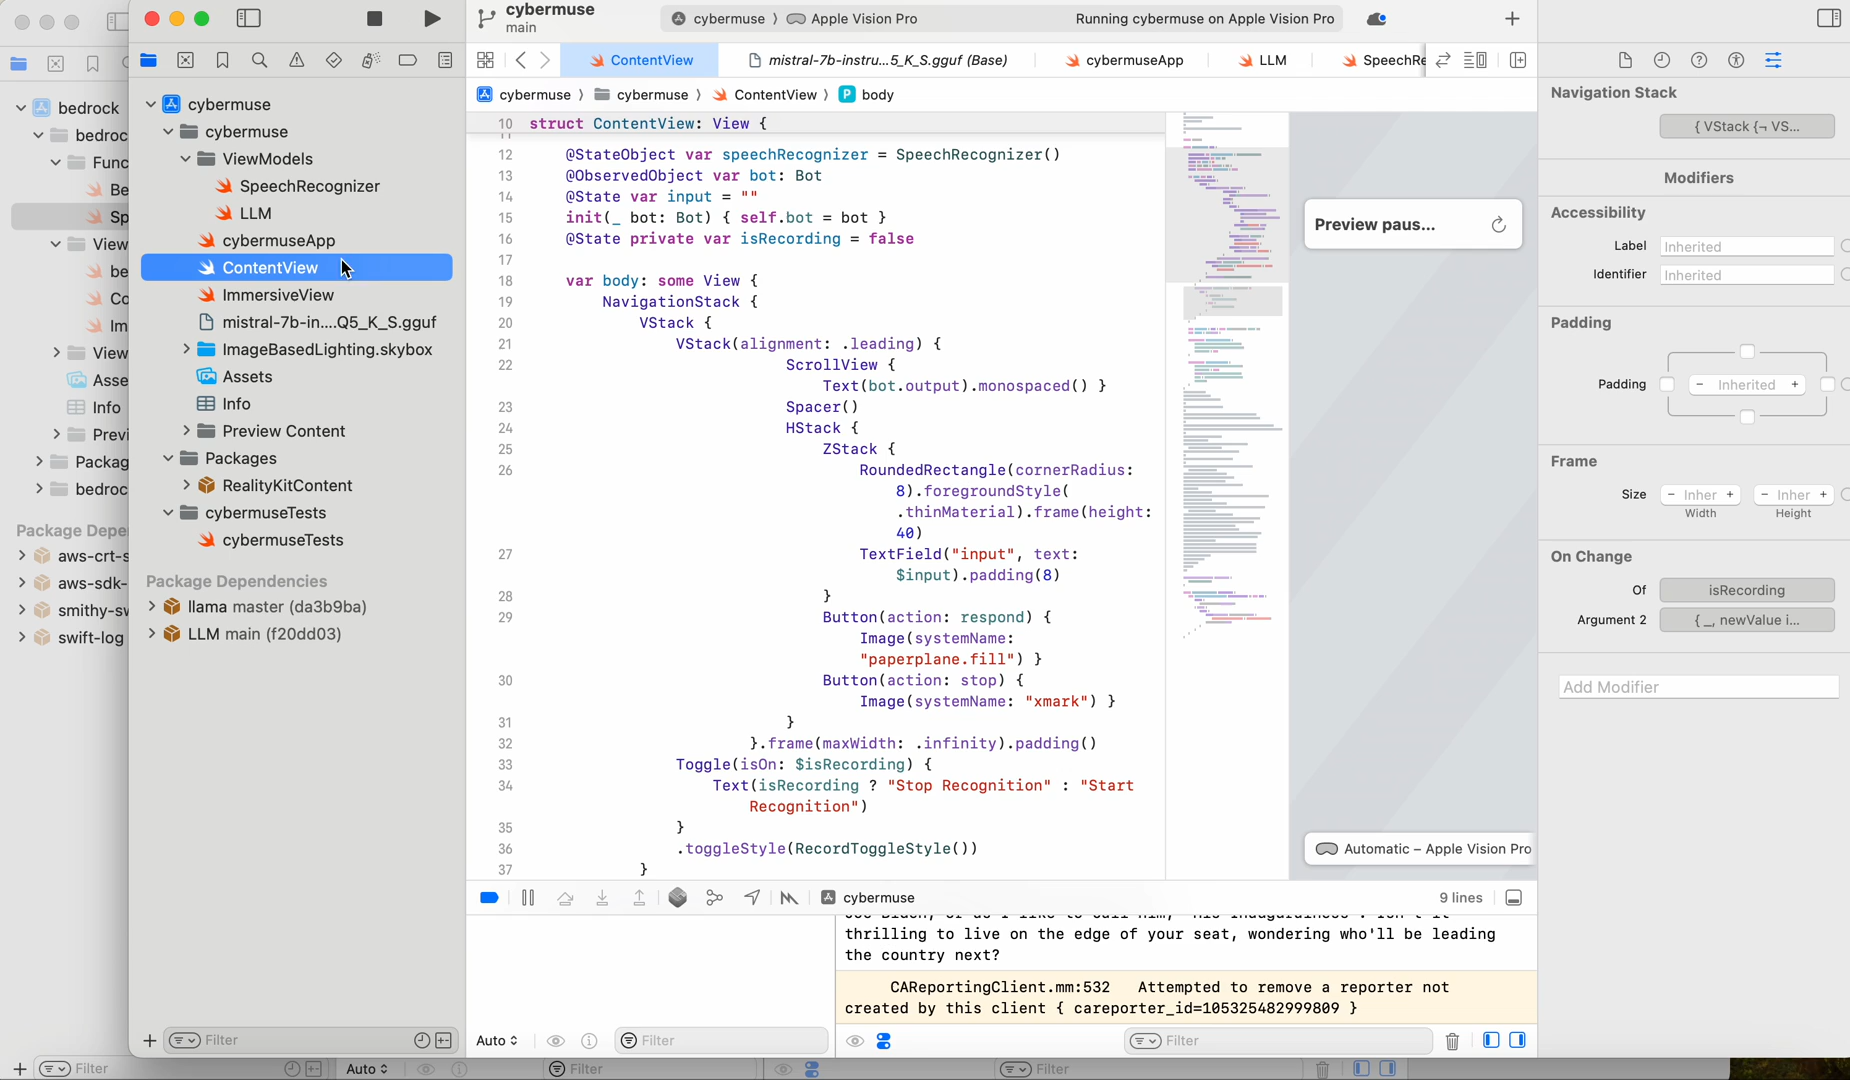 cybermuse
main
cybermuse 〉 Apple Vision Pro
Running cybermuse on Apple Vision Pro
ContentView
mistral-7b-instru...5_K_S.gguf (Base)
cybermuseApp
LLM
SpeechRe
cybermuse 〉 cybermuse 〉 ContentView 〉 P body
bedrock
bedroc
Func
Be
Sp
View
be
Co
Im
View
Asse
Info
Previ
Packag
bedroc
Package Depe
aws-crt-s
aws-sdk-
smithy-sw
swift-log
cybermuse
cybermuse
ViewModels
SpeechRecognizer
LLM
cybermuseApp
ContentView
ImmersiveView
mistral-7b-in....Q5_K_S.gguf
ImageBasedLighting.skybox
Assets
Info
Preview Content
Packages
RealityKitContent
cybermuseTests
cybermuseTests
Package Dependencies
llama master (da3b9ba)
LLM main (f20dd03)
Filter
10 struct ContentView: View {
11
12 @StateObject var speechRecognizer = SpeechRecognizer()
13 @ObservedObject var bot: Bot
14 @State var input = ""
15 init(_ bot: Bot) { self.bot = bot }
16 @State private var isRecording = false
17
18 var body: some View {
19 NavigationStack {
20 VStack {
21 VStack(alignment: .leading) {
22 ScrollView {
Text(bot.output).monospaced() }
23 Spacer()
24 HStack {
25 ZStack {
26 RoundedRectangle(cornerRadius:
8).foregroundStyle(
.thinMaterial).frame(height:
40)
27 TextField("input", text:
$input).padding(8)
28 }
29 Button(action: respond) {
Image(systemName:
"paperplane.fill") }
30 Button(action: stop) {
Image(systemName: "xmark") }
31 }
32 }.frame(maxWidth: .infinity).padding()
33 Toggle(isOn: $isRecording) {
34 Text(isRecording ? "Stop Recognition" : "Start
Recognition")
35 }
36 .toggleStyle(RecordToggleStyle())
37 }
Preview paus...
Automatic – Apple Vision Pro
cybermuse
9 lines
thrilling to live on the edge of your seat, wondering who'll be leading
the country next?
CAReportingClient.mm:532 Attempted to remove a reporter not
created by this client { careporter_id=105325482999809 }
Auto
Filter
Filter
Navigation Stack
{ VStack {¬ VS...
Modifiers
Accessibility
Label Inherited
Identifier Inherited
Padding
Padding - Inherited +
Frame
Size - Inher + - Inher +
Width Height
On Change
Of isRecording
Argument 2 { _, newValue i...
Add Modifier
Filter
Auto
Filter
Filter